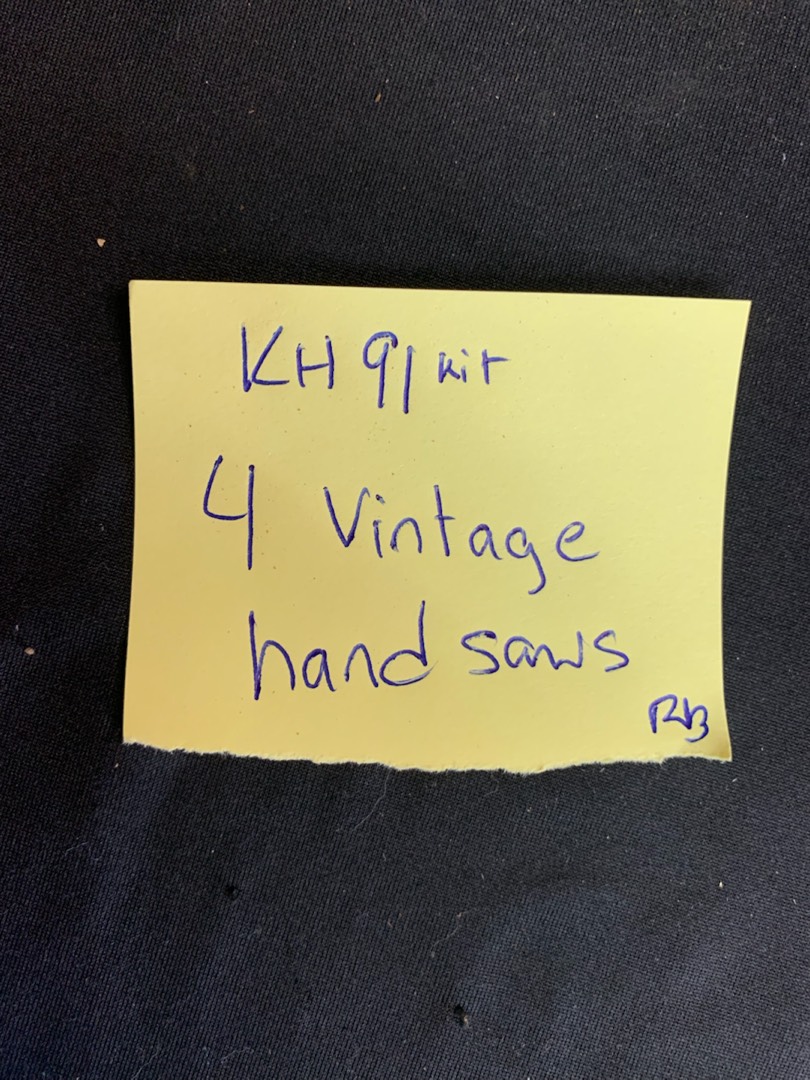 KH 91 Kit
4 Vintage
hand saws
RB